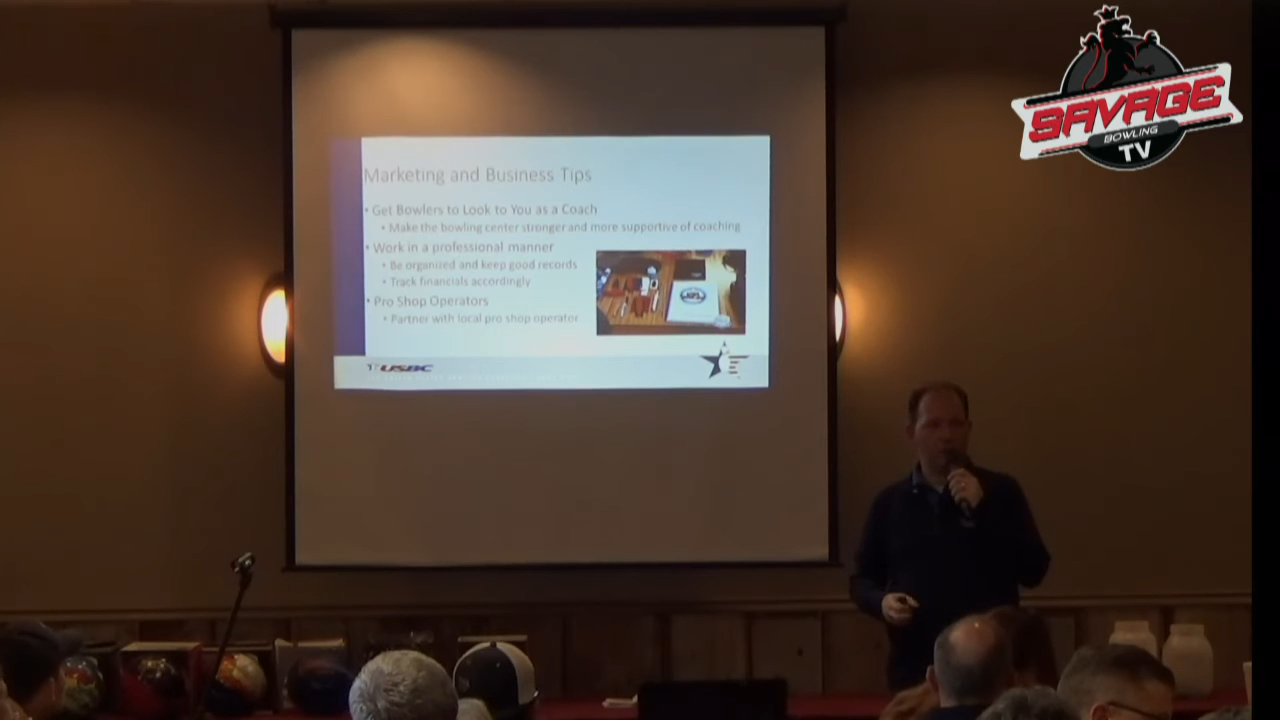 SAVAGE
BOWLING
TV
Marketing and Business Tips
• Get Bowlers to Look to You as a Coach
• Make the bowling center stronger and more supportive of coaching
• Work in a professional manner
• Be organized and keep good records
• Track financials accordingly
• Pro Shop Operators
• Partner with local pro shop operator
USBC